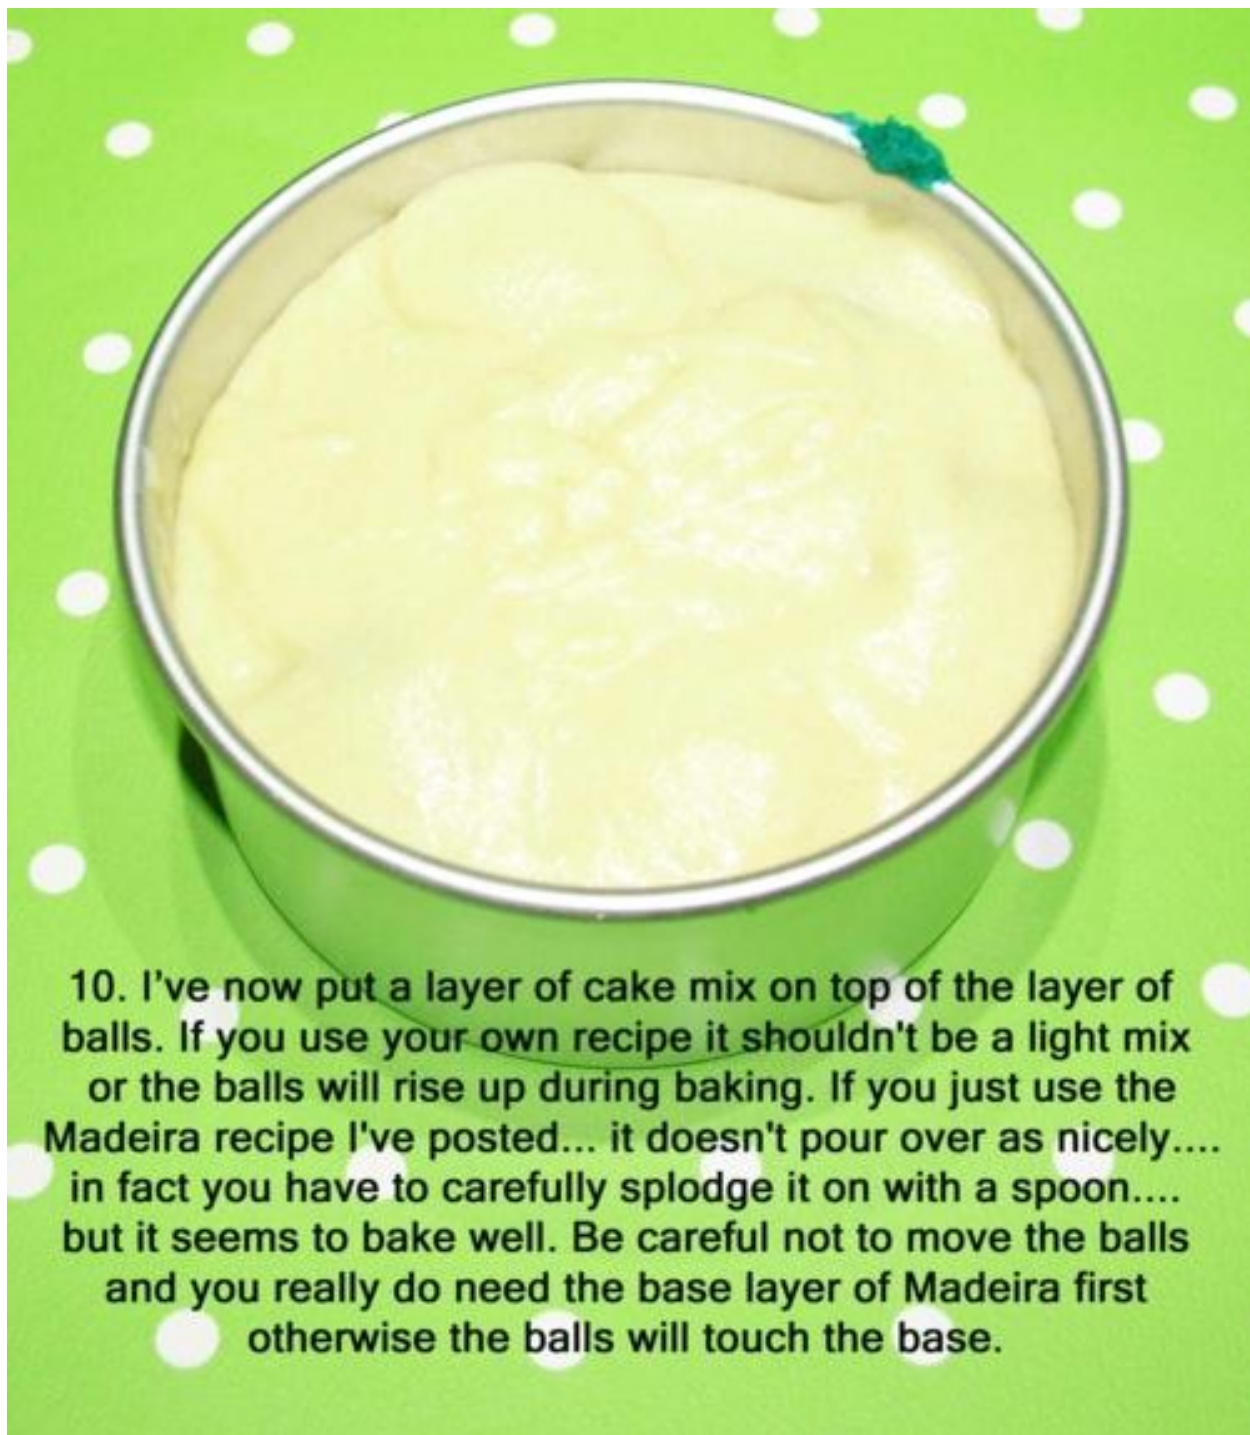 10. I've now put a layer of cake mix on top of the layer of
balls. If you use your own recipe it shouldn't be a light mix
or the balls will rise up during baking. If you just use the
Madeira recipe I've posted... it doesn't pour over as nicely....
in fact you have to carefully splodge it on with a spoon....
but it seems to bake well. Be careful not to move the balls
and you really do need the base layer of Madeira first
otherwise the balls will touch the base.